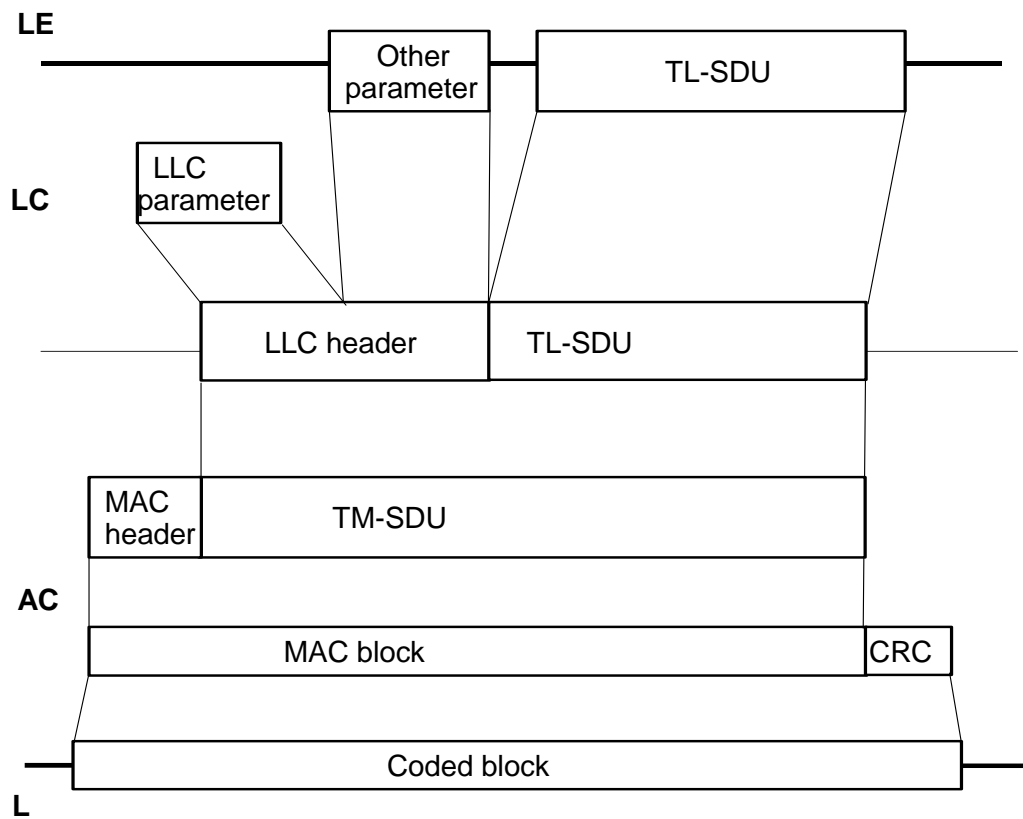 LE
Other
parameter
TL-SDU
LLC
parameter
LC
LLC header
TL-SDU
MAC
header
TM-SDU
AC
MAC block
CRC
Coded block
L